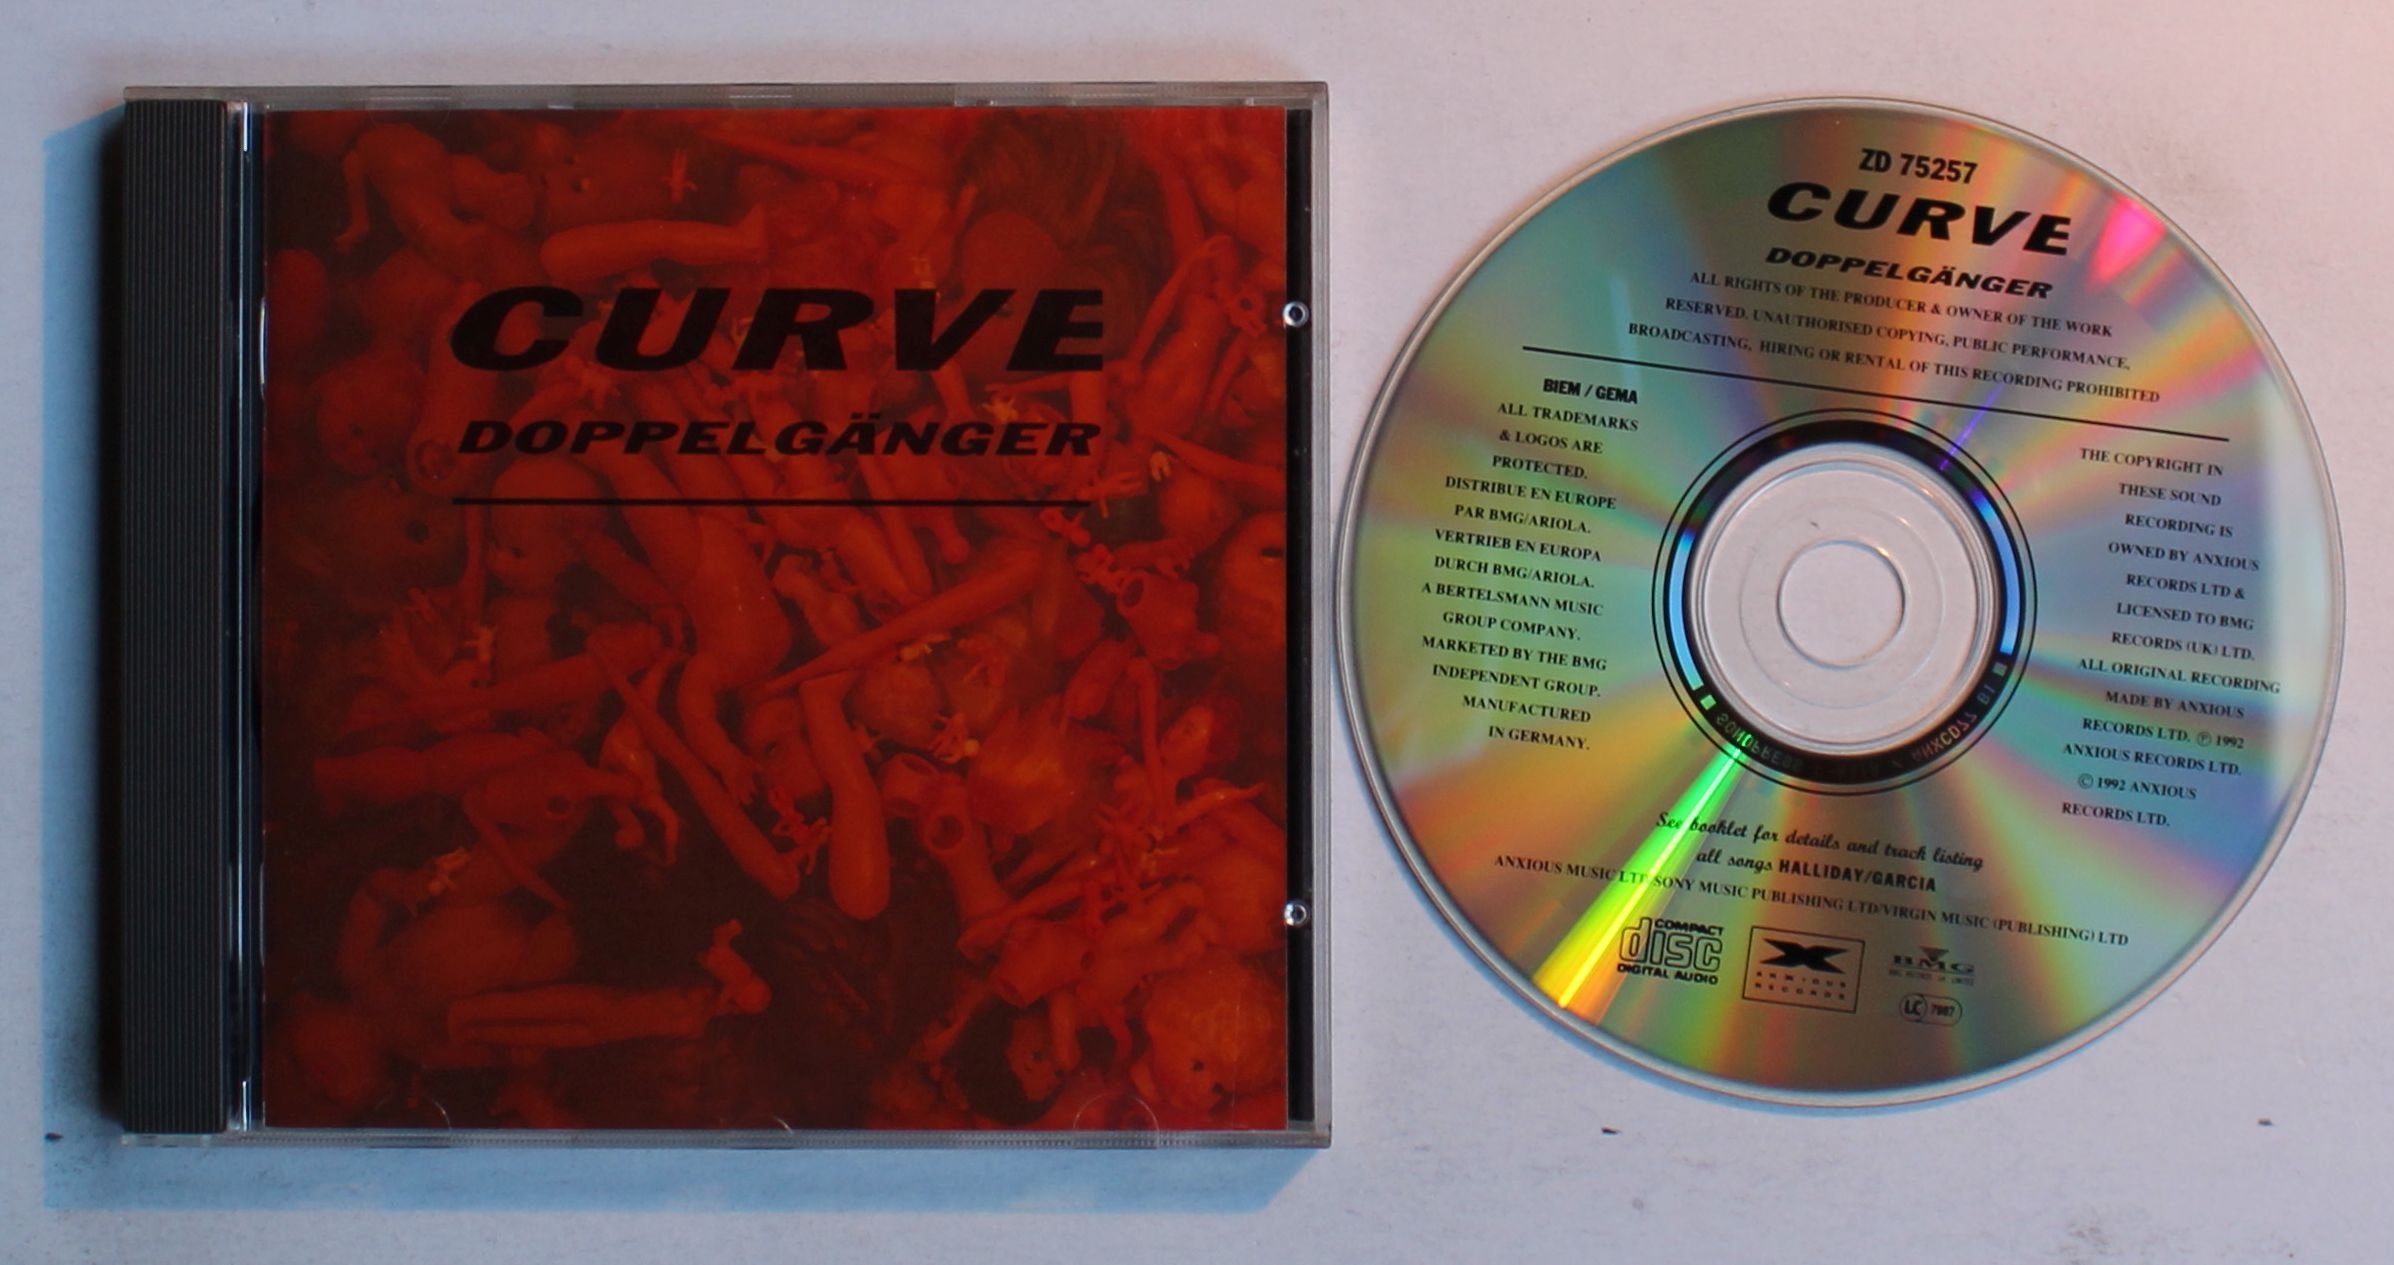 CURVE
DOPPELGÄNGER
ZD 75257
CURVE
DOPPELGÄNGER
ALL RIGHTS OF THE PRODUCER & OWNER OF THE WORK
RESERVED. UNAUTHORISED COPYING, PUBLIC PERFORMANCE,
BROADCASTING, HIRING OR RENTAL OF THIS RECORDING PROHIBITED
BIEM / GEMA
ALL TRADEMARKS
& LOGOS ARE
PROTECTED.
DISTRIBUE EN EUROPE
PAR BMG/ARIOLA.
VERTRIEB EN EUROPA
DURCH BMG/ARIOLA.
A BERTELSMANN MUSIC
GROUP COMPANY.
MARKETED BY THE BMG
INDEPENDENT GROUP.
MANUFACTURED
IN GERMANY.
THE COPYRIGHT IN
THESE SOUND
RECORDING IS
OWNED BY ANXIOUS
RECORDS LTD &
LICENSED TO BMG
RECORDS (UK) LTD.
ALL ORIGINAL RECORDING
MADE BY ANXIOUS
RECORDS LTD. Ⓟ 1992
ANXIOUS RECORDS LTD.
© 1992 ANXIOUS
RECORDS LTD.
See booklet for details and track listing
all songs HALLIDAY/GARCIA
ANXIOUS MUSIC LTD/SONY MUSIC PUBLISHING LTD/VIRGIN MUSIC (PUBLISHING) LTD
COMPACT
disc
DIGITAL AUDIO
X
ANXIOUS
RECORDS
BMG
LC 7987